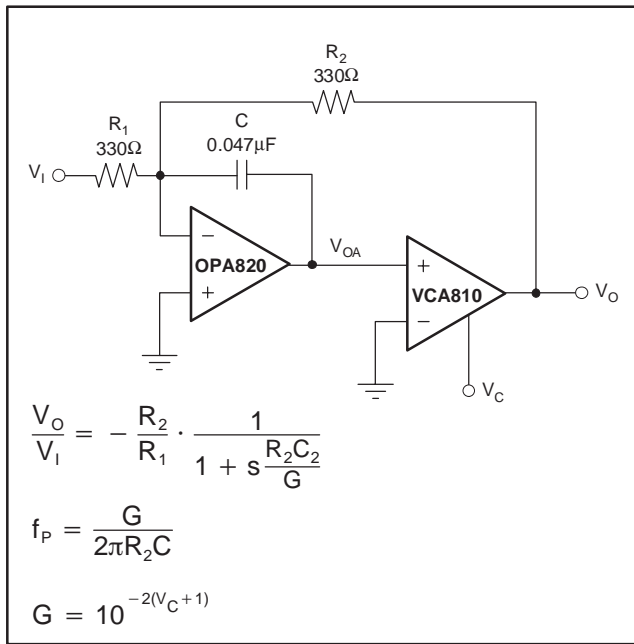 R2
330Ω
R1
330Ω
C
0.047μF
VI
−
+
OPA820
VOA
+
−
VCA810
VO
VC
VO/VI = − R2/R1 · 1/(1 + s R2C2/G)
fP = G/(2πR2C)
G = 10^−2(VC+1)